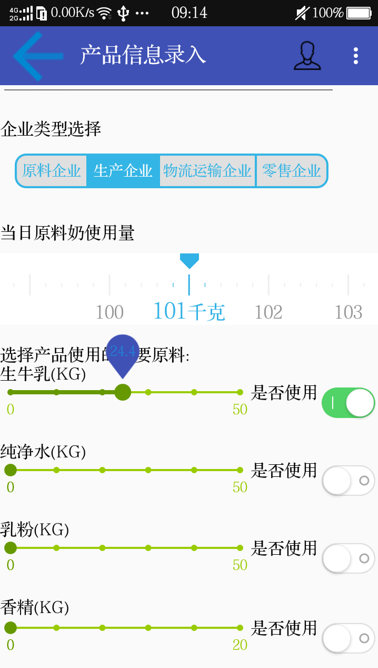 4G 2G 0.00K/s 09:14 100%
产品信息录入
企业类型选择
原料企业 生产企业 物流运输企业 零售企业
当日原料奶使用量
100 101千克 102 103
选择产品使用的 要原料:
24.4
生牛乳(KG)
是否使用
0 50
纯净水(KG)
是否使用
0 50
乳粉(KG)
是否使用
0 50
香精(KG)
是否使用
0 20